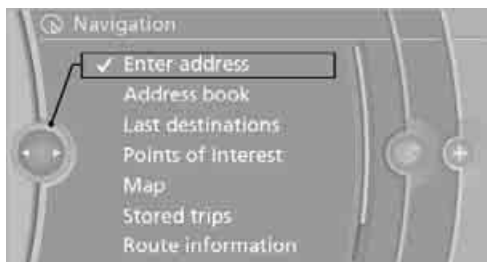 Navigation
Enter address
Address book
Last destinations
Points of Interest
Map
Stored trips
Route information